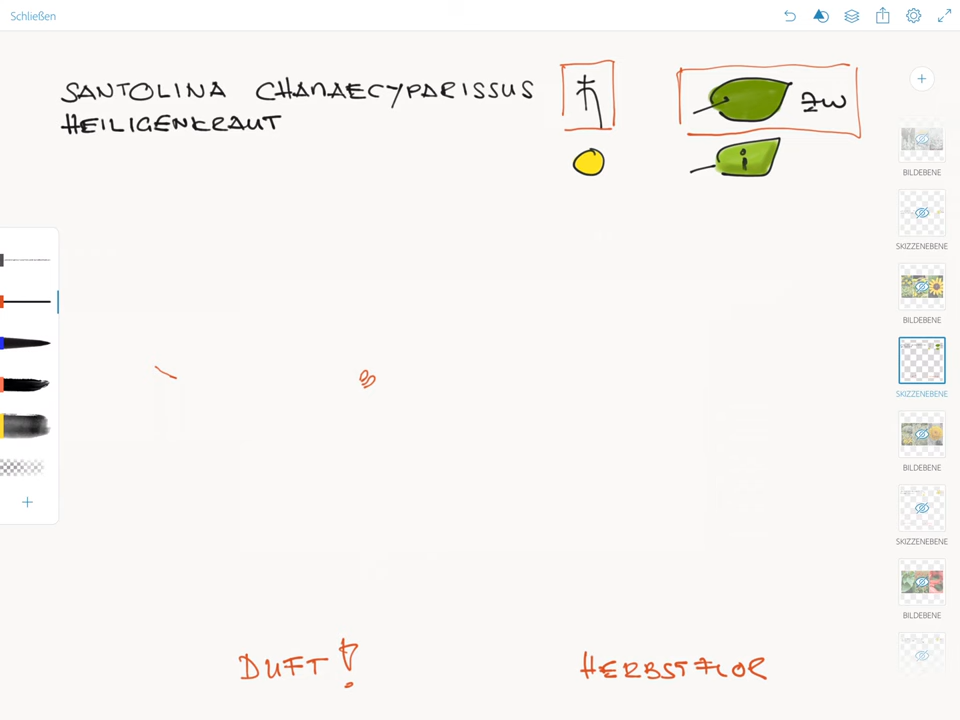 Schließen
SANTOLINA CHAMAECYPARISSUS
HEILIGENKRAUT
ZW
i
BILDEBENE
SKIZZENEBENE
BILDEBENE
SKIZZENEBENE
BILDEBENE
SKIZZENEBENE
BILDEBENE
DUFT!
HERBSTFLOR